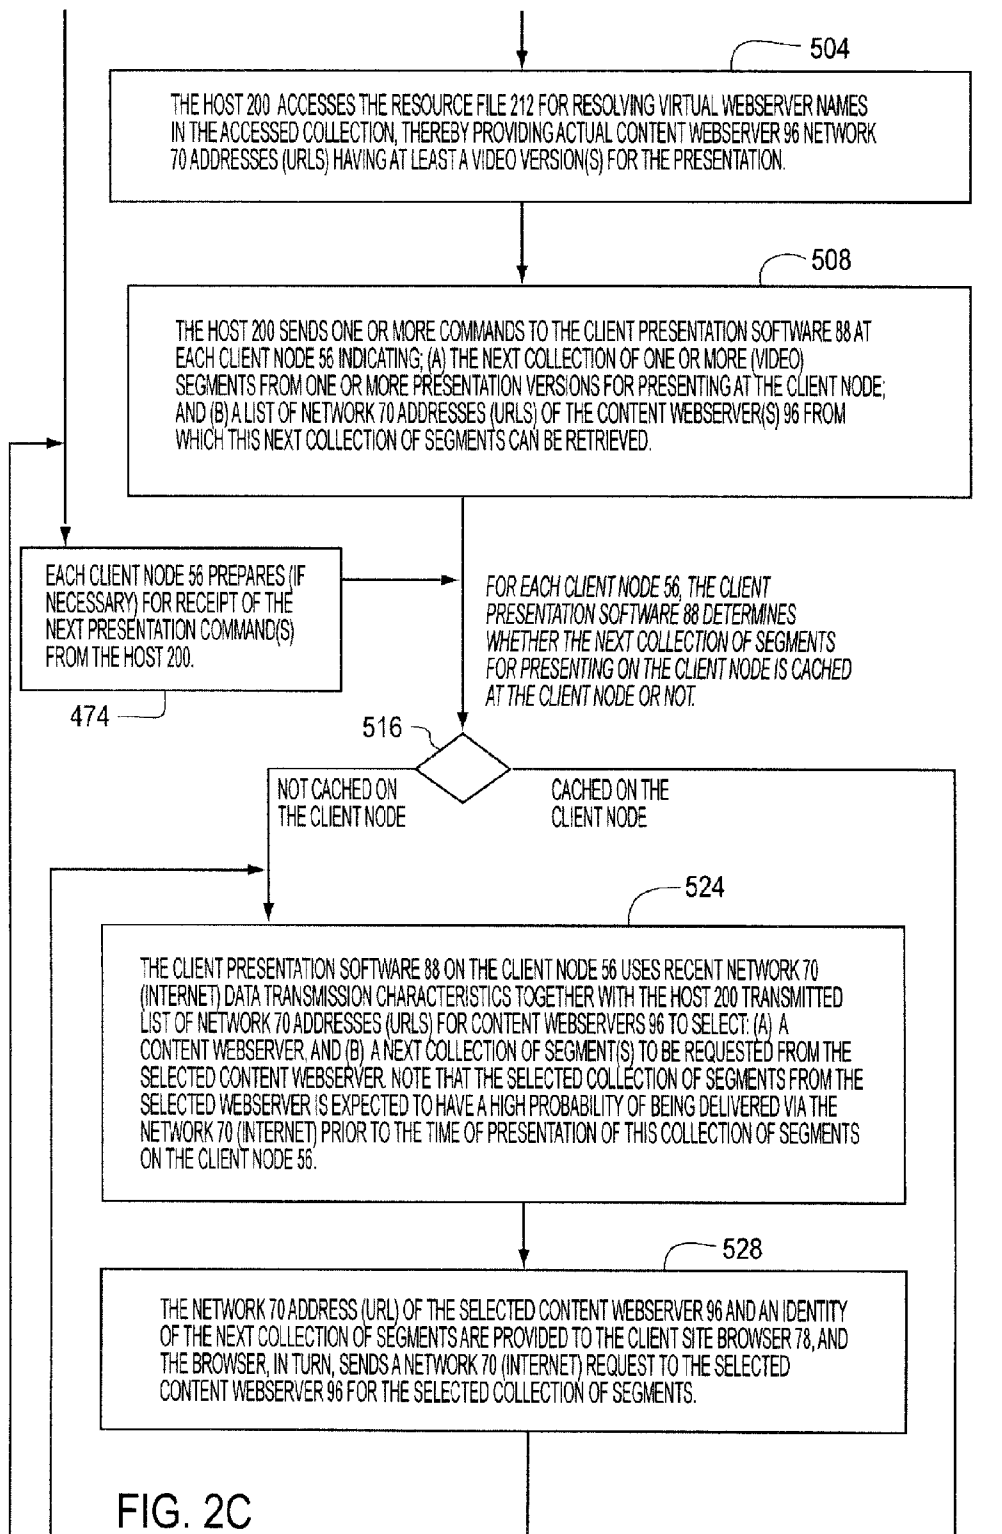 504
THE HOST 200 ACCESSES THE RESOURCE FILE 212 FOR RESOLVING VIRTUAL WEBSERVER NAMES
IN THE ACCESSED COLLECTION, THEREBY PROVIDING ACTUAL CONTENT WEBSERVER 96 NETWORK
70 ADDRESSES (URLS) HAVING AT LEAST A VIDEO VERSION(S) FOR THE PRESENTATION.
508
THE HOST 200 SENDS ONE OR MORE COMMANDS TO THE CLIENT PRESENTATION SOFTWARE 88 AT
EACH CLIENT NODE 56 INDICATING; (A) THE NEXT COLLECTION OF ONE OR MORE (VIDEO)
SEGMENTS FROM ONE OR MORE PRESENTATION VERSIONS FOR PRESENTING AT THE CLIENT NODE;
AND (B) A LIST OF NETWORK 70 ADDRESSES (URLS) OF THE CONTENT WEBSERVER(S) 96 FROM
WHICH THIS NEXT COLLECTION OF SEGMENTS CAN BE RETRIEVED.
EACH CLIENT NODE 56 PREPARES (IF
NECESSARY) FOR RECEIPT OF THE
NEXT PRESENTATION COMMAND(S)
FROM THE HOST 200.
474
FOR EACH CLIENT NODE 56, THE CLIENT
PRESENTATION SOFTWARE 88 DETERMINES
WHETHER THE NEXT COLLECTION OF SEGMENTS
FOR PRESENTING ON THE CLIENT NODE IS CACHED
AT THE CLIENT NODE OR NOT.
516
NOT CACHED ON
THE CLIENT NODE
CACHED ON THE
CLIENT NODE
524
THE CLIENT PRESENTATION SOFTWARE 88 ON THE CLIENT NODE 56 USES RECENT NETWORK 70
(INTERNET) DATA TRANSMISSION CHARACTERISTICS TOGETHER WITH THE HOST 200 TRANSMITTED
LIST OF NETWORK 70 ADDRESSES (URLS) FOR CONTENT WEBSERVERS 96 TO SELECT: (A) A
CONTENT WEBSERVER, AND (B) A NEXT COLLECTION OF SEGMENT(S) TO BE REQUESTED FROM THE
SELECTED CONTENT WEBSERVER. NOTE THAT THE SELECTED COLLECTION OF SEGMENTS FROM THE
SELECTED WEBSERVER IS EXPECTED TO HAVE A HIGH PROBABILITY OF BEING DELIVERED VIA THE
NETWORK 70 (INTERNET) PRIOR TO THE TIME OF PRESENTATION OF THIS COLLECTION OF SEGMENTS
ON THE CLIENT NODE 56.
528
THE NETWORK 70 ADDRESS (URL) OF THE SELECTED CONTENT WEBSERVER 96 AND AN IDENTITY
OF THE NEXT COLLECTION OF SEGMENTS ARE PROVIDED TO THE CLIENT SITE BROWSER 78, AND
THE BROWSER, IN TURN, SENDS A NETWORK 70 (INTERNET) REQUEST TO THE SELECTED
CONTENT WEBSERVER 96 FOR THE SELECTED COLLECTION OF SEGMENTS.
FIG. 2C